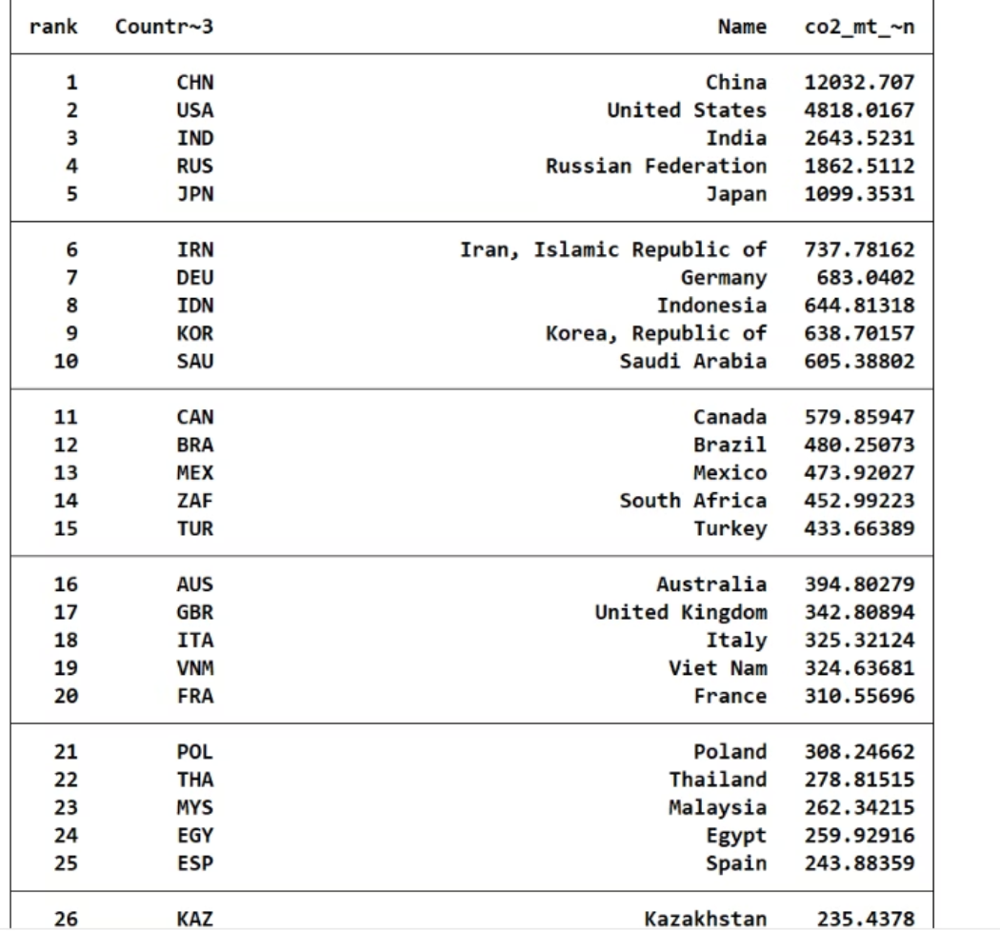 rank Countr~3 Name co2_mt_~n
1 CHN China 12032.707
2 USA United States 4818.0167
3 IND India 2643.5231
4 RUS Russian Federation 1862.5112
5 JPN Japan 1099.3531
6 IRN Iran, Islamic Republic of 737.78162
7 DEU Germany 683.0402
8 IDN Indonesia 644.81318
9 KOR Korea, Republic of 638.70157
10 SAU Saudi Arabia 605.38802
11 CAN Canada 579.85947
12 BRA Brazil 480.25073
13 MEX Mexico 473.92027
14 ZAF South Africa 452.99223
15 TUR Turkey 433.66389
16 AUS Australia 394.80279
17 GBR United Kingdom 342.80894
18 ITA Italy 325.32124
19 VNM Viet Nam 324.63681
20 FRA France 310.55696
21 POL Poland 308.24662
22 THA Thailand 278.81515
23 MYS Malaysia 262.34215
24 EGY Egypt 259.92916
25 ESP Spain 243.88359
26 KAZ Kazakhstan 235.4378